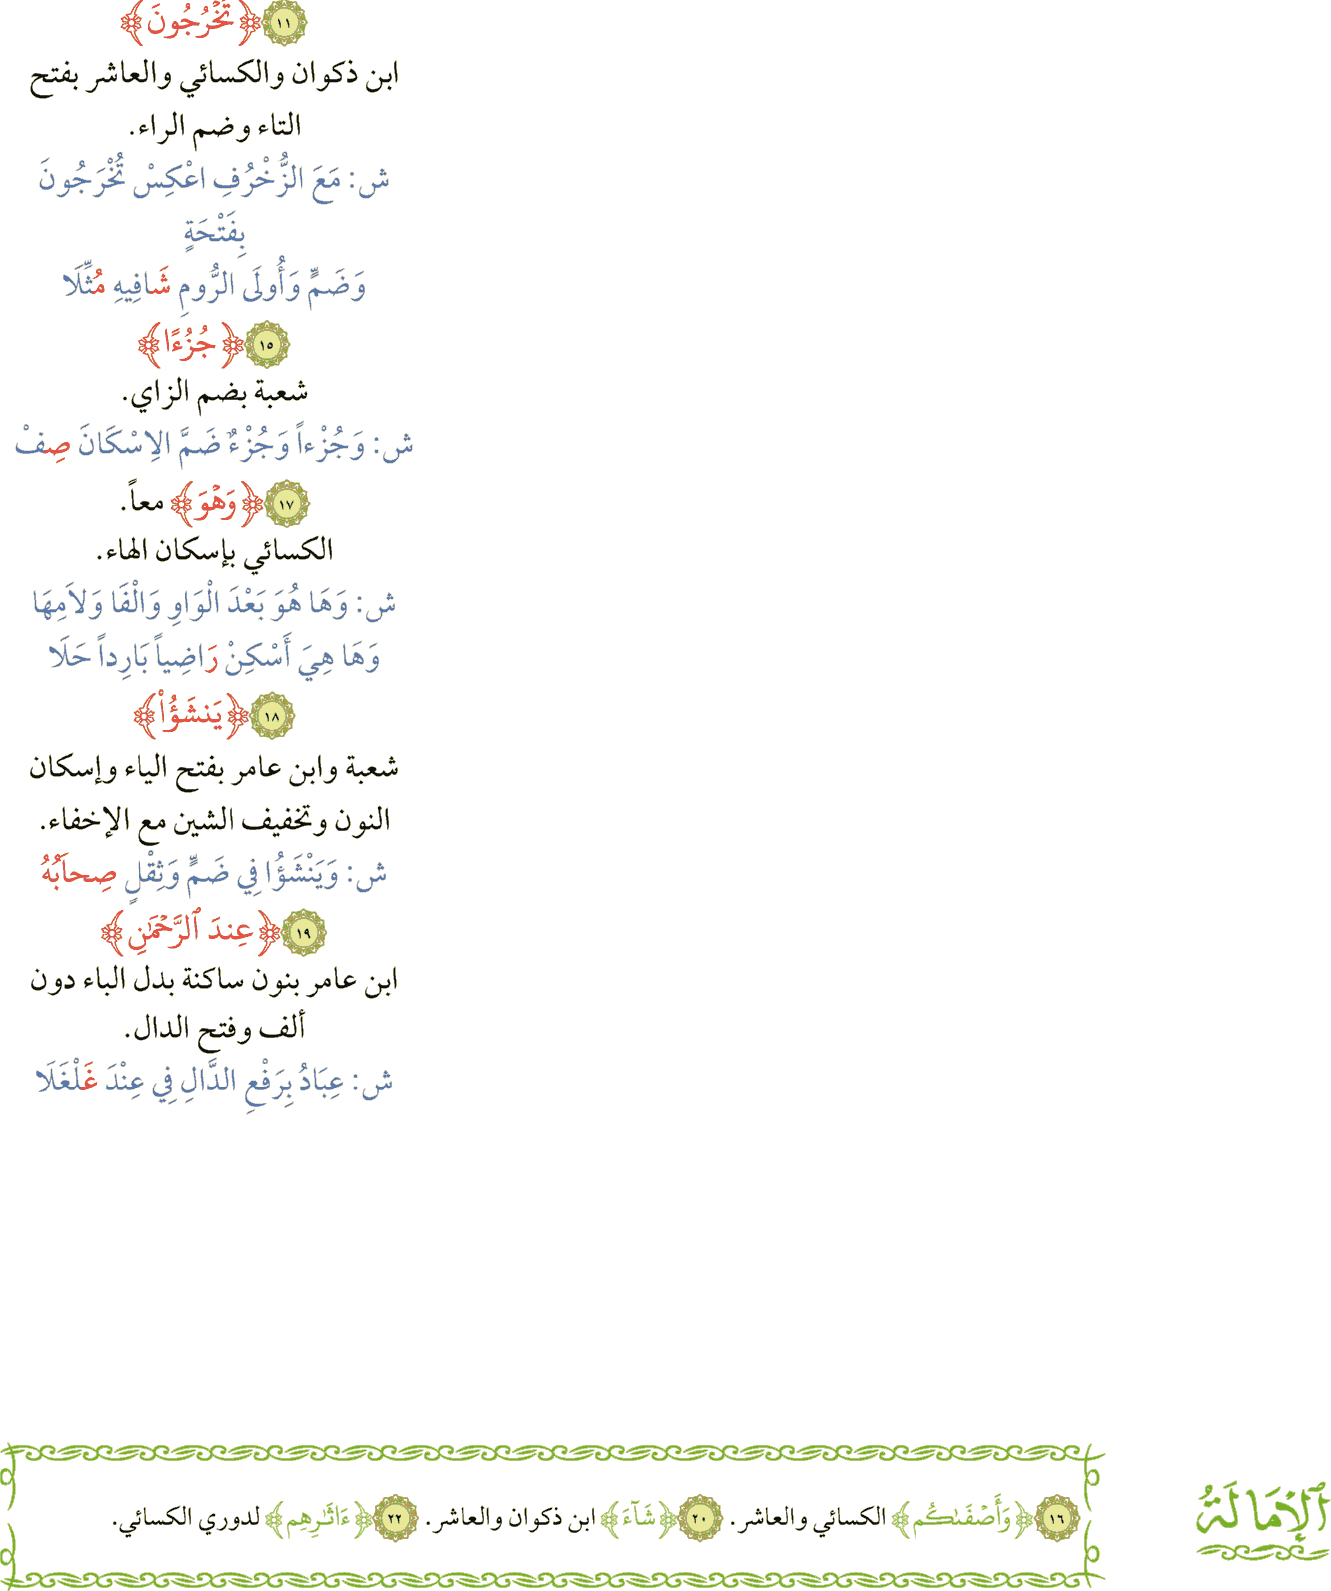 ١١ ﴿تَخْرُجُونَ﴾
ابن ذكوان والكسائي والعاشر بفتح
التاء وضم الراء.
ش: مَعَ الزُّخْرُفِ اعْكِسْ تُخْرَجُونَ
بِفَتْحَةٍ
وَضَمٍّ وَأُولَى الرُّومِ شَافِيهِ مُثِّلَا
١٥ ﴿جُزُءًا﴾
شعبة بضم الزاي.
ش: وَجُزْءاً وَجُزْءٌ ضَمَّ الِاسْكَانَ صِفْ
١٧ ﴿وَهْوَ﴾ معاً.
الكسائي بإسكان الهاء.
ش: وَهَا هُوَ بَعْدَ الْوَاوِ وَالْفَا وَلاَمِهَا
وَهَا هِيَ أَسْكِنْ رَاضِياً بَارِداً حَلَا
١٨ ﴿يَنشَؤُاْ﴾
شعبة وابن عامر بفتح الياء وإسكان
النون وتخفيف الشين مع الإخفاء.
ش: وَيَنْشَؤُا فِي ضَمٍّ وَثِقْلٍ صِحاَبُهُ
١٩ ﴿عِندَ ٱلرَّحْمَٰنِ﴾
ابن عامر بنون ساكنة بدل الباء دون
ألف وفتح الدال.
ش: عِبَادُ بِرَفْعِ الدَّالِ فِي عِنْدَ غَلْغَلَا
ٱلْإِمَالَةُ
١٦ ﴿وَأَصْفَىٰكُم﴾ الكسائي والعاشر. ٢٠ ﴿شَآءَ﴾ ابن ذكوان والعاشر. ٢٢ ﴿ءَاثَٰرِهِم﴾ لدوري الكسائي.